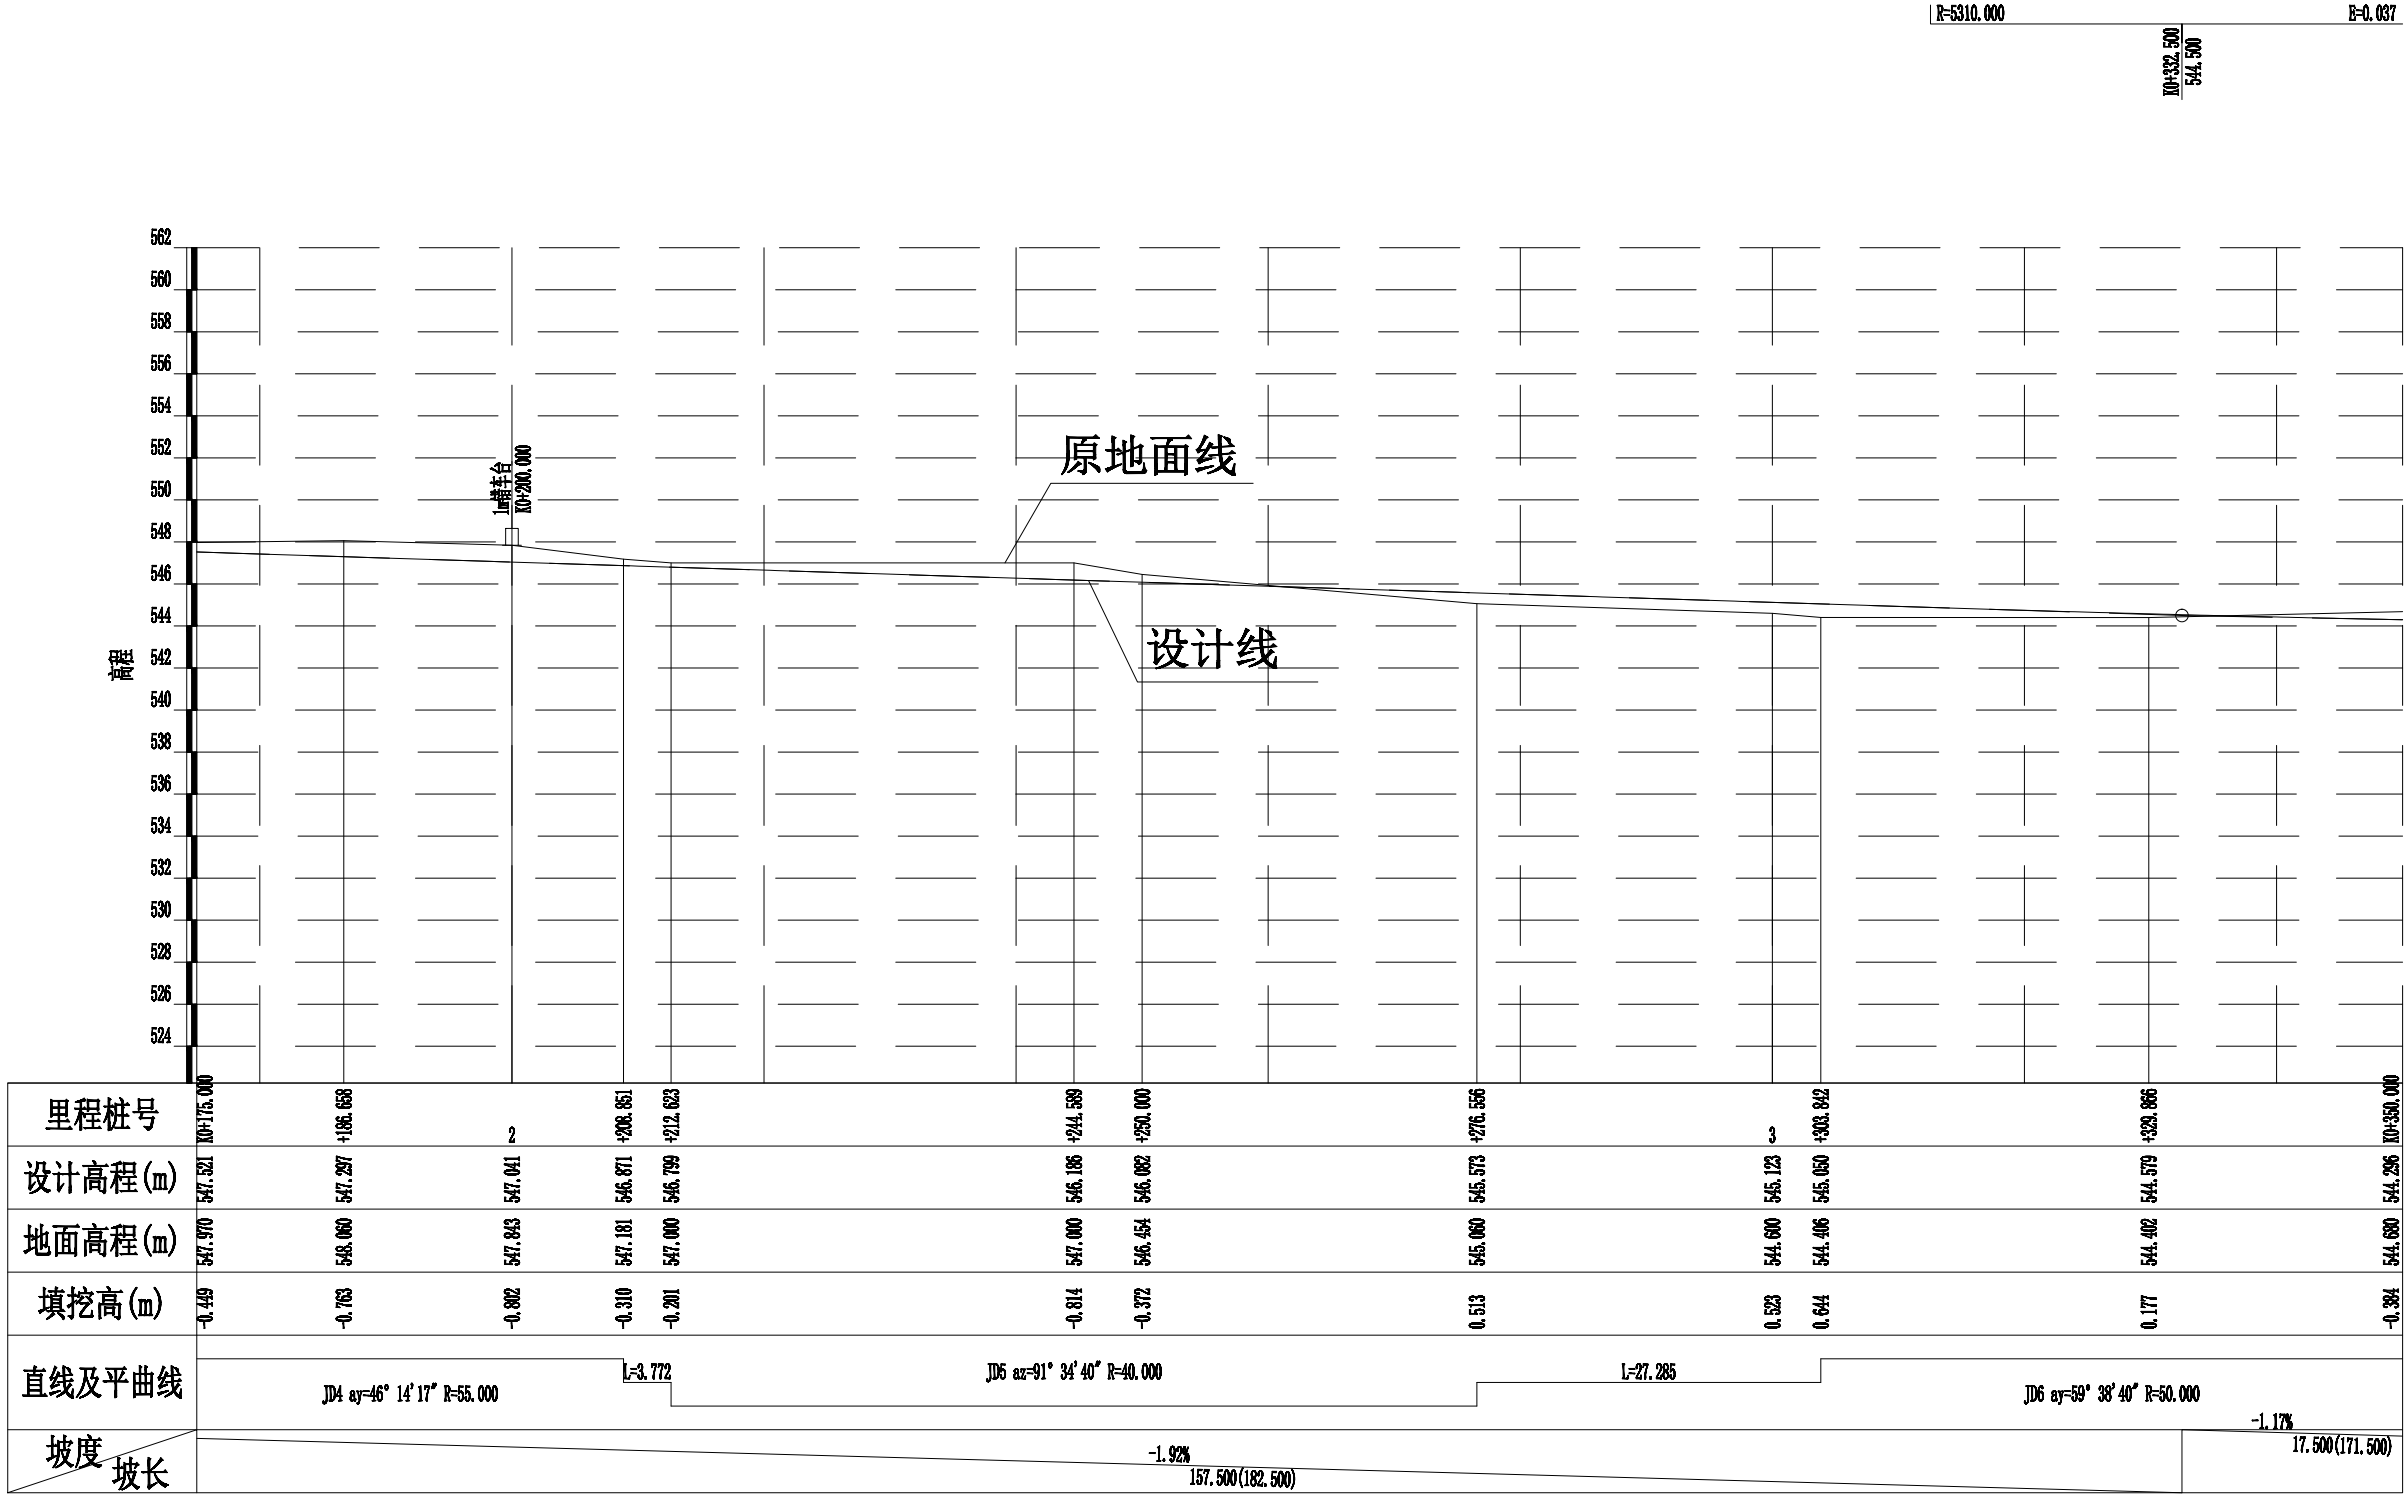 R=5310.000 E=0.037
K0+332.500
544.500
562
560
558
556
554
552
550
548
546
544
542
540
538
536
534
532
530
528
526
524
高程
1m错车台
K0+200.000
原地面线
设计线
里程桩号 K0+175.000 +186.658 2 +208.851 +212.623 +244.589 +250.000 +276.556 3 +303.842 +329.866 K0+350.000
设计高程(m) 547.521 547.297 547.041 546.871 546.799 546.186 546.082 545.573 545.123 545.050 544.579 544.296
地面高程(m) 547.970 548.060 547.843 547.181 547.000 547.000 546.454 545.060 544.600 544.406 544.402 544.680
填挖高(m) -0.449 -0.763 -0.802 -0.310 -0.201 -0.814 -0.372 0.513 0.523 0.644 0.177 -0.384
直线及平曲线 JD4 ay=46°14'17" R=55.000 L=3.772 JD5 az=91°34'40" R=40.000 L=27.285 JD6 ay=59°38'40" R=50.000
坡度 -1.92% -1.17%
坡长 157.500(182.500) 17.500(171.500)